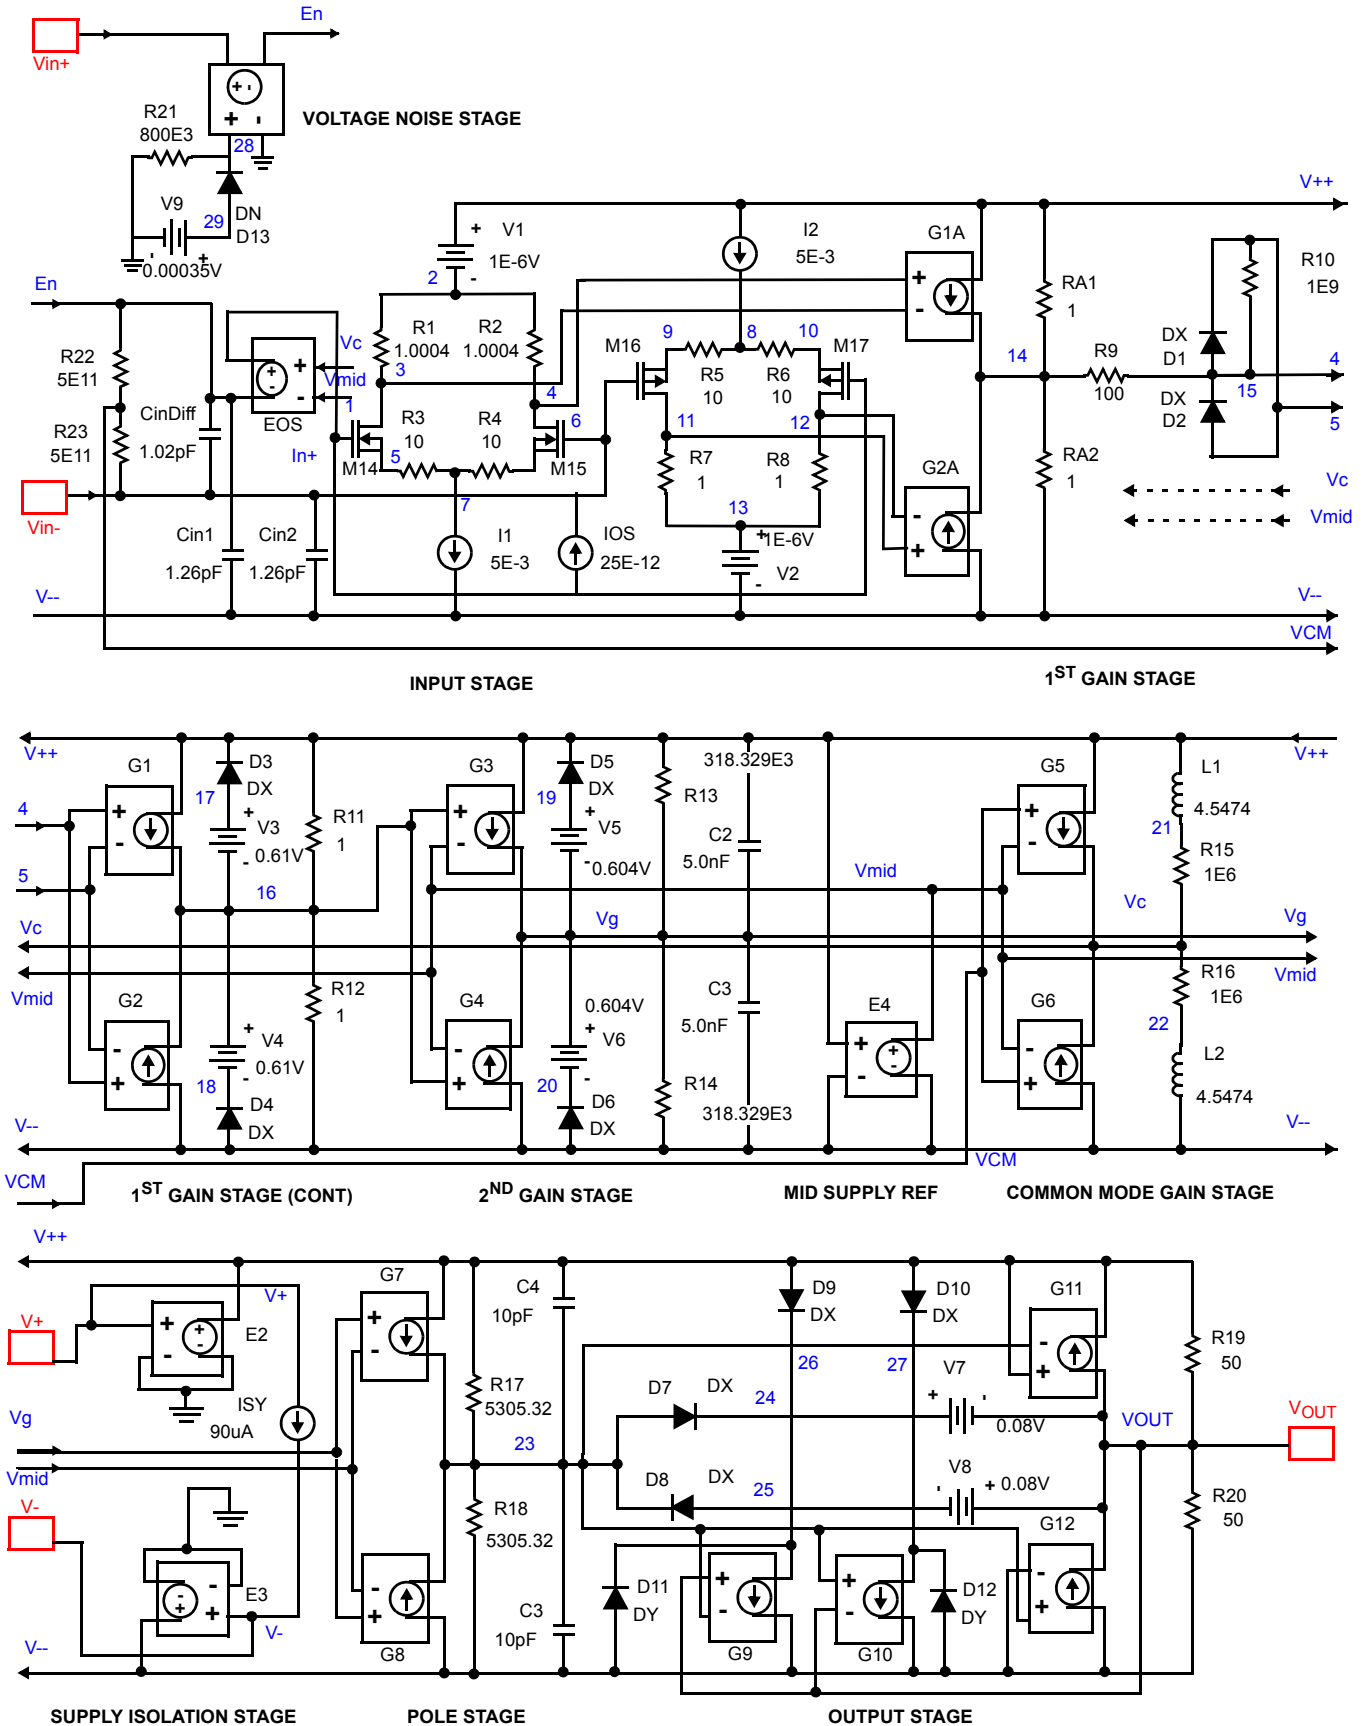 En
Vin+
R21
800E3
VOLTAGE NOISE STAGE
28
V9
29
DN
D13
0.00035V
V++
V1
1E-6V
I2
5E-3
G1A
2
En
R10
1E9
RA1
1
R1
1.0004
R2
1.0004
9
8
10
Vc
M16
M17
DX
D1
R22
5E11
Vmid
3
R5
10
R6
10
14
R9
100
4
CinDiff
1.02pF
1
4
15
DX
D2
5
EOS
R3
10
R4
10
6
11
12
R23
5E11
In+
M14
5
M15
R7
1
R8
1
G2A
RA2
1
Vc
Vin-
7
13
Vmid
Cin1
1.26pF
Cin2
1.26pF
I1
5E-3
IOS
25E-12
1E-6V
V2
V--
V--
VCM
INPUT STAGE
1ST GAIN STAGE
V++
V++
G1
D3
DX
G3
D5
DX
318.329E3
G5
L1
4.5474
17
19
R13
4
V3
0.61V
R11
1
V5
0.604V
C2
5.0nF
21
R15
1E6
5
16
Vmid
Vc
Vc
Vg
Vg
Vmid
G2
R12
1
G4
0.604V
C3
5.0nF
E4
G6
R16
1E6
Vmid
22
V4
0.61V
V6
L2
4.5474
18
D4
DX
20
D6
DX
R14
318.329E3
V--
V--
VCM
VCM
1ST GAIN STAGE (CONT)
2ND GAIN STAGE
MID SUPPLY REF
COMMON MODE GAIN STAGE
V++
G7
C4
10pF
D9
DX
D10
DX
G11
V+
V+
E2
R19
50
26
27
ISY
90uA
R17
5305.32
D7
DX
24
V7
0.08V
Vg
23
VOUT
VOUT
Vmid
D8
DX
25
V8
0.08V
V-
R18
5305.32
R20
50
G12
E3
D11
DY
D12
DY
C3
10pF
V-
V--
G8
G9
G10
SUPPLY ISOLATION STAGE
POLE STAGE
OUTPUT STAGE